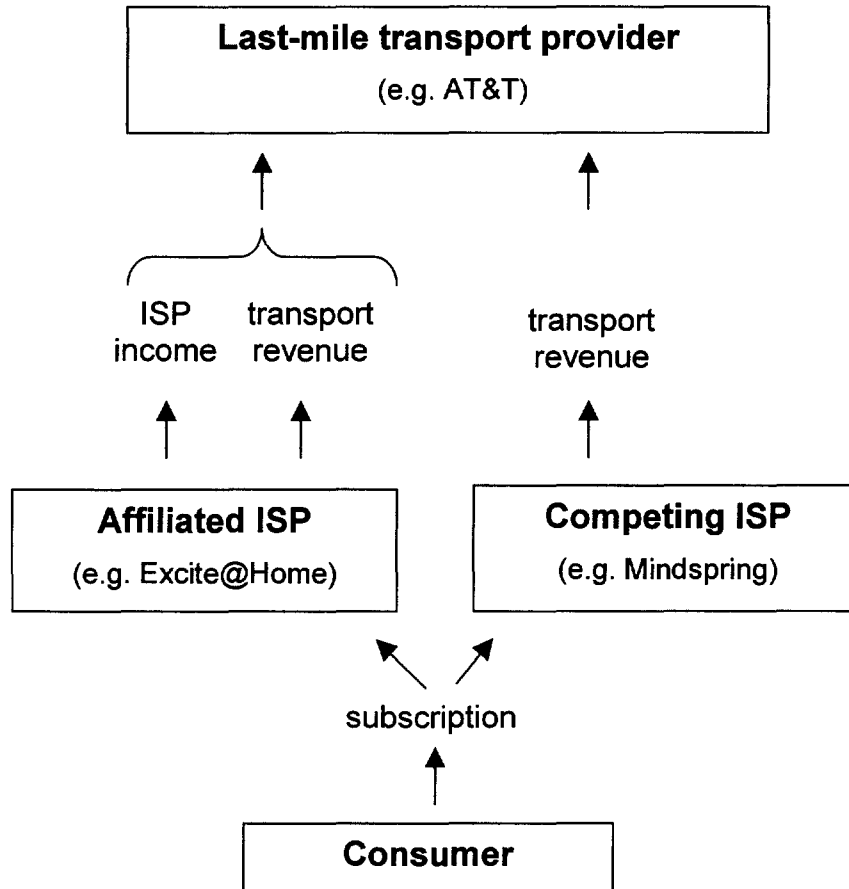 Last-mile transport provider
(e.g. AT&T)
ISP
income
transport
revenue
transport
revenue
Affiliated ISP
(e.g. Excite@Home)
Competing ISP
(e.g. Mindspring)
subscription
Consumer